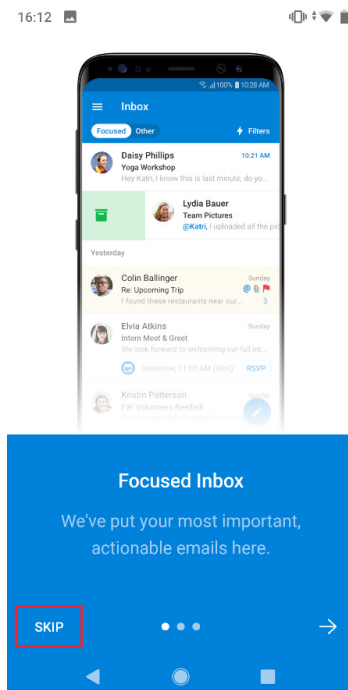 16:12
100% 10:28 AM
Inbox
Focused Other Filters
Daisy Phillips 10:21 AM
Yoga Workshop
Hey Katri, I know this is last minute, do yo...
Lydia Bauer
Team Pictures
@Katri, I uploaded all the pic
Yesterday
Colin Ballinger Sunday
Re: Upcoming Trip
I found these restaurants near our... 3
Elvia Atkins Sunday
Intern Meet & Greet
We look forward to welcoming our fall int...
Tomorrow, 11:05 AM (30m) RSVP
Kristin Patterson Sunday
FW: Volunteers Needed!
Focused Inbox
We've put your most important,
actionable emails here.
SKIP